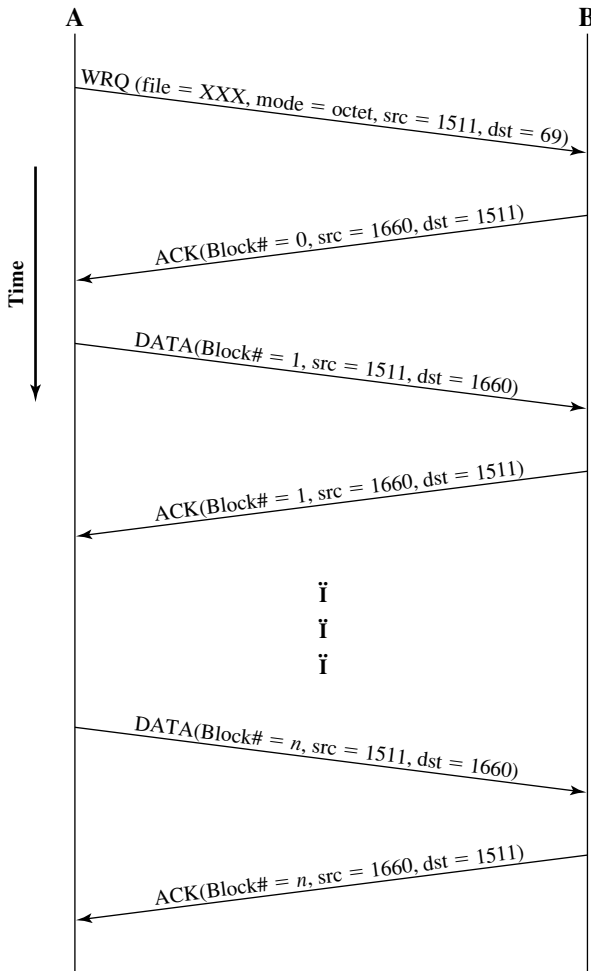 A
B
WRQ (file = XXX, mode = octet, src = 1511, dst = 69)
ACK(Block# = 0, src = 1660, dst = 1511)
Time
DATA(Block# = 1, src = 1511, dst = 1660)
ACK(Block# = 1, src = 1660, dst = 1511)
Ï
Ï
Ï
DATA(Block# = n, src = 1511, dst = 1660)
ACK(Block# = n, src = 1660, dst = 1511)